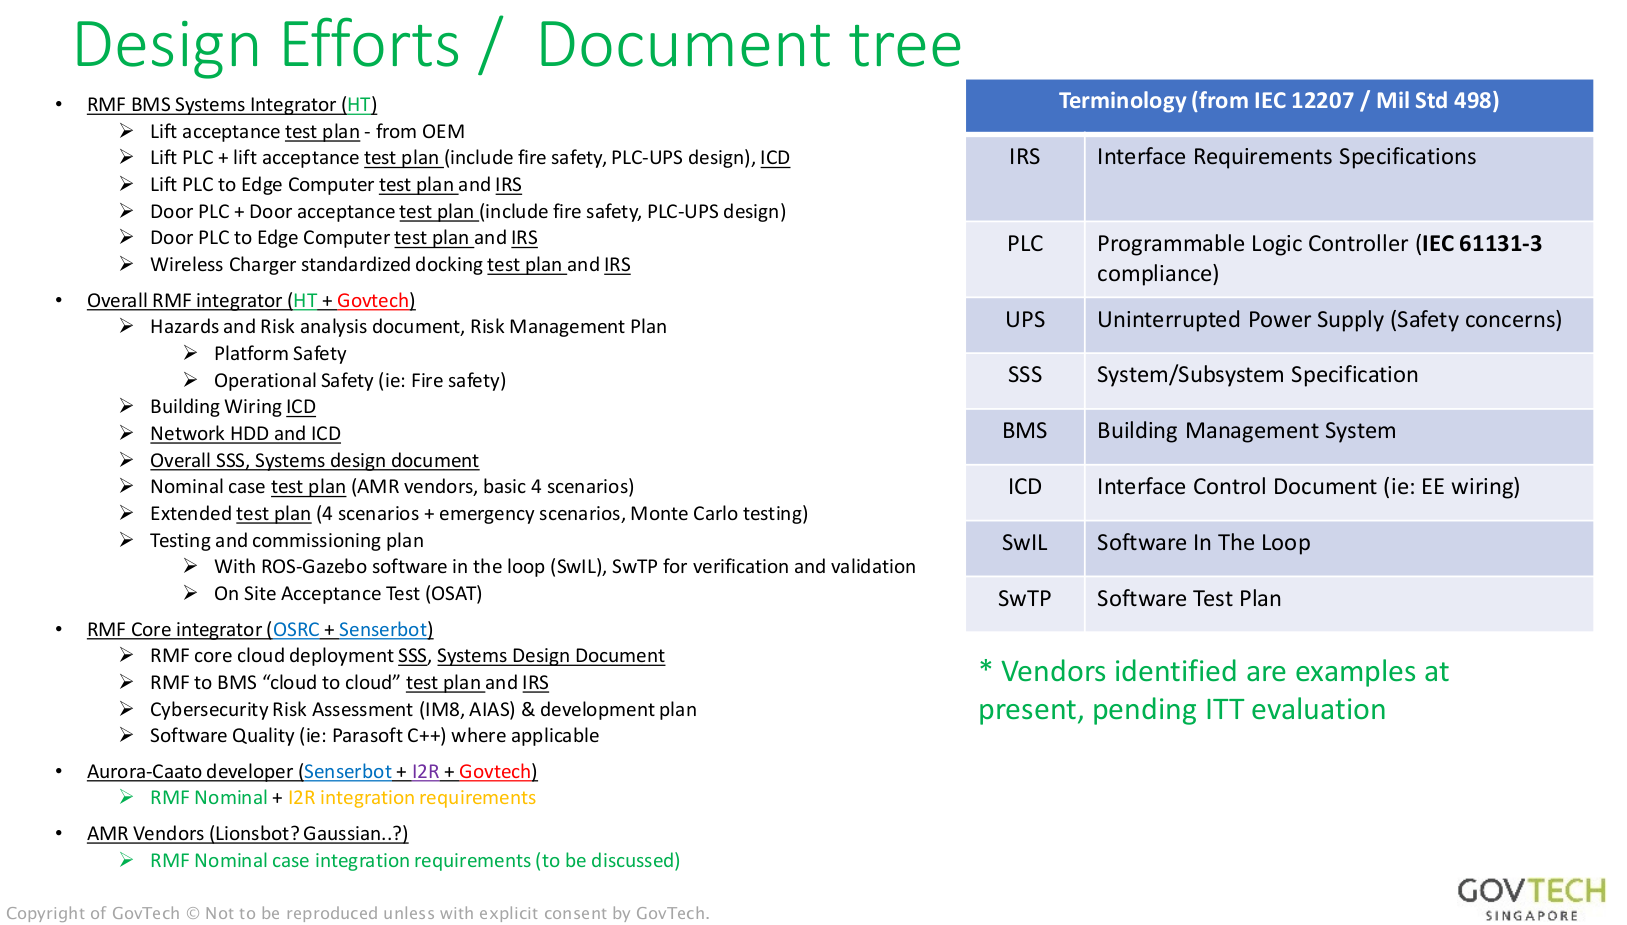 Design Efforts / Document tree
• RMF BMS Systems Integrator (HT)
➢ Lift acceptance test plan - from OEM
➢ Lift PLC + lift acceptance test plan (include fire safety, PLC-UPS design), ICD
➢ Lift PLC to Edge Computer test plan and IRS
➢ Door PLC + Door acceptance test plan (include fire safety, PLC-UPS design)
➢ Door PLC to Edge Computer test plan and IRS
➢ Wireless Charger standardized docking test plan and IRS
• Overall RMF integrator (HT + Govtech)
➢ Hazards and Risk analysis document, Risk Management Plan
➢ Platform Safety
➢ Operational Safety (ie: Fire safety)
➢ Building Wiring ICD
➢ Network HDD and ICD
➢ Overall SSS, Systems design document
➢ Nominal case test plan (AMR vendors, basic 4 scenarios)
➢ Extended test plan (4 scenarios + emergency scenarios, Monte Carlo testing)
➢ Testing and commissioning plan
➢ With ROS-Gazebo software in the loop (SwIL), SwTP for verification and validation
➢ On Site Acceptance Test (OSAT)
• RMF Core integrator (OSRC + Senserbot)
➢ RMF core cloud deployment SSS, Systems Design Document
➢ RMF to BMS “cloud to cloud” test plan and IRS
➢ Cybersecurity Risk Assessment (IM8, AIAS) & development plan
➢ Software Quality (ie: Parasoft C++) where applicable
• Aurora-Caato developer (Senserbot + I2R + Govtech)
➢ RMF Nominal + I2R integration requirements
• AMR Vendors (Lionsbot? Gaussian..?)
➢ RMF Nominal case integration requirements (to be discussed)
Terminology (from IEC 12207 / Mil Std 498)
IRS Interface Requirements Specifications
PLC Programmable Logic Controller (IEC 61131-3
compliance)
UPS Uninterrupted Power Supply (Safety concerns)
SSS System/Subsystem Specification
BMS Building Management System
ICD Interface Control Document (ie: EE wiring)
SwIL Software In The Loop
SwTP Software Test Plan
* Vendors identified are examples at
present, pending ITT evaluation
Copyright of GovTech © Not to be reproduced unless with explicit consent by GovTech.
GOVTECH
SINGAPORE